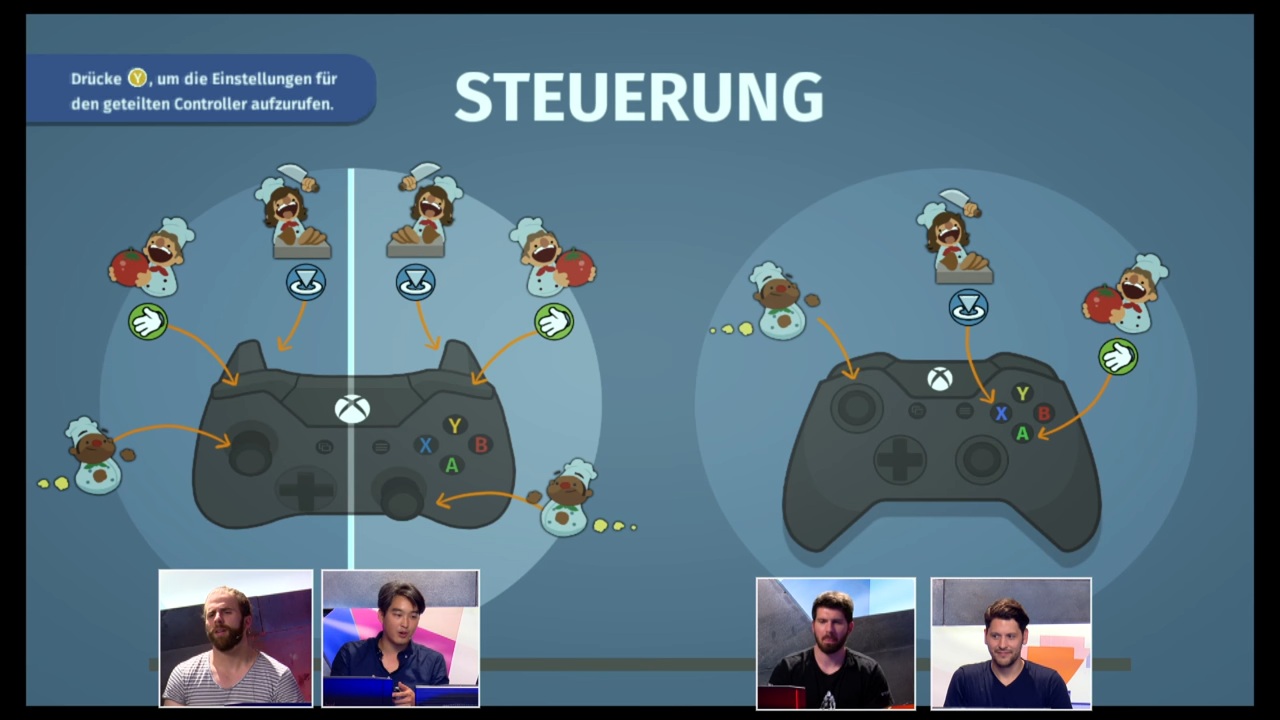 Drücke Y, um die Einstellungen für
den geteilten Controller aufzurufen.
STEUERUNG
Y
X B
A
Y
X B
A